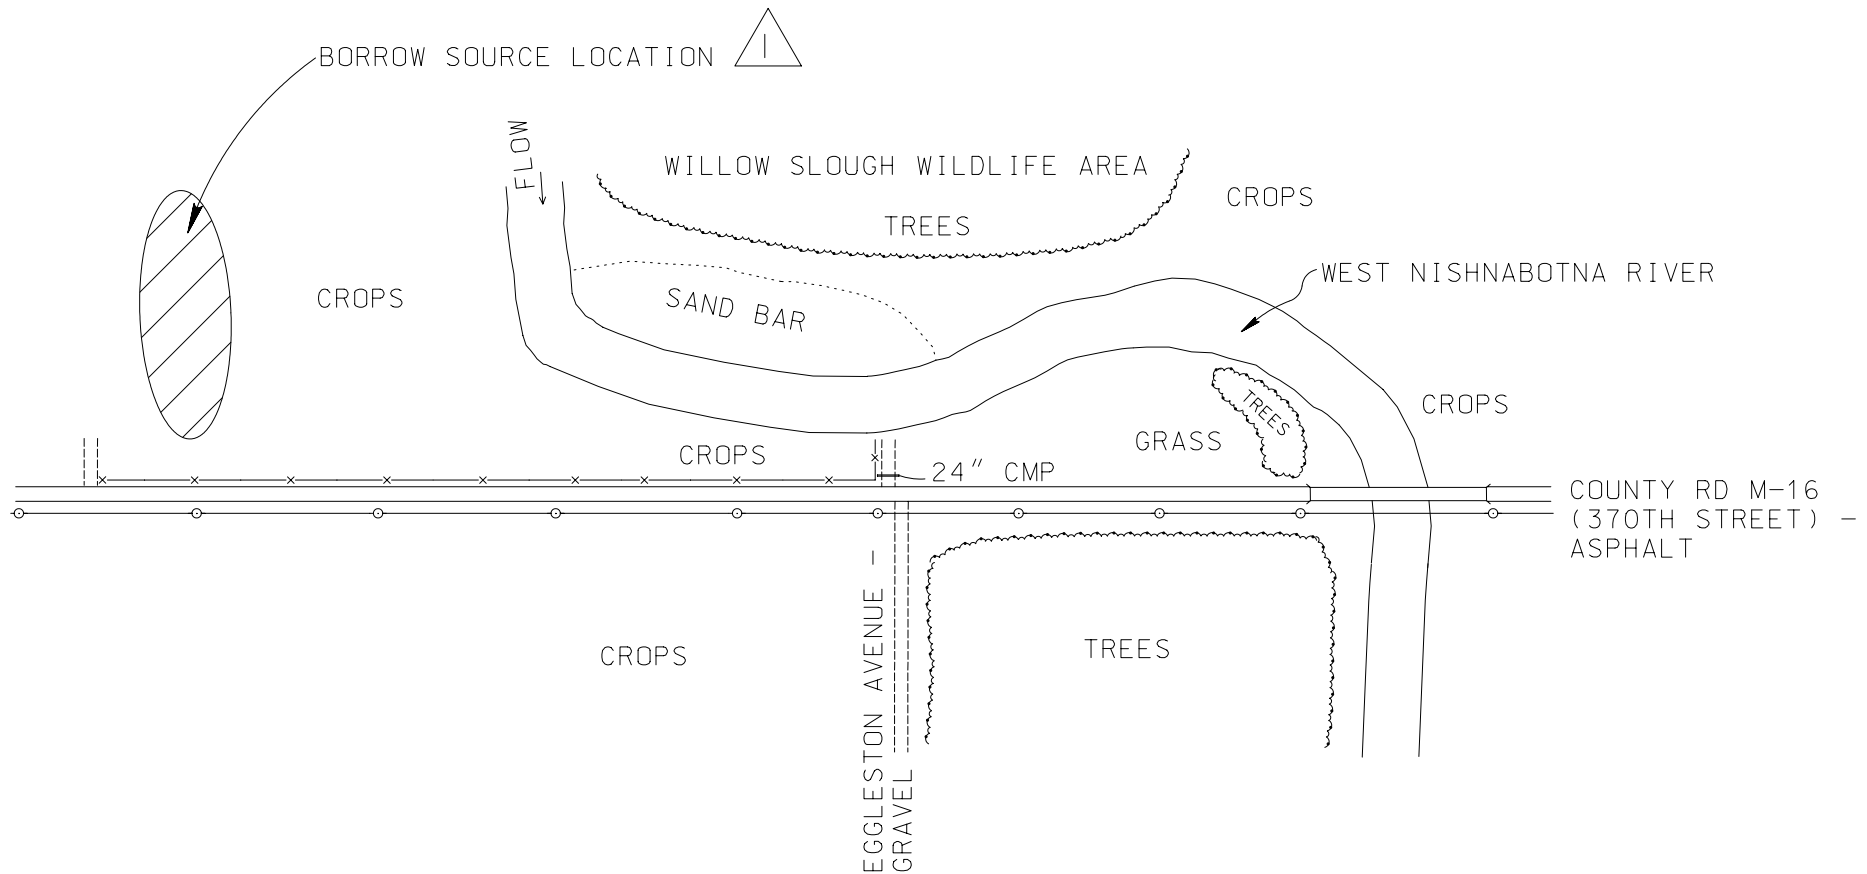 BORROW SOURCE LOCATION 1
FLOW
WILLOW SLOUGH WILDLIFE AREA
CROPS
TREES
WEST NISHNABOTNA RIVER
CROPS
SAND BAR
TREES
CROPS
GRASS
CROPS
24" CMP
COUNTY RD M-16
(370TH STREET) -
ASPHALT
EGGLESTON AVENUE -
GRAVEL
CROPS
TREES